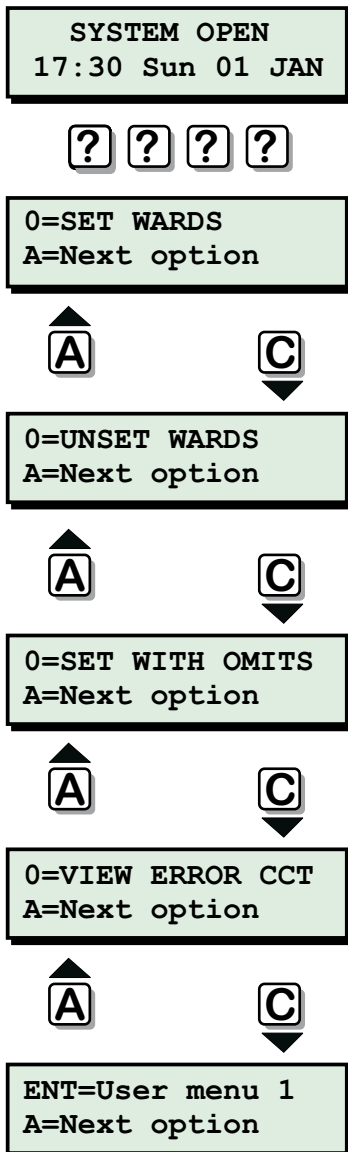 SYSTEM OPEN
17:30 Sun 01 JAN
? ? ? ?
0=SET WARDS
A=Next option
A C
0=UNSET WARDS
A=Next option
A C
0=SET WITH OMITS
A=Next option
A C
0=VIEW ERROR CCT
A=Next option
A C
ENT=User menu 1
A=Next option